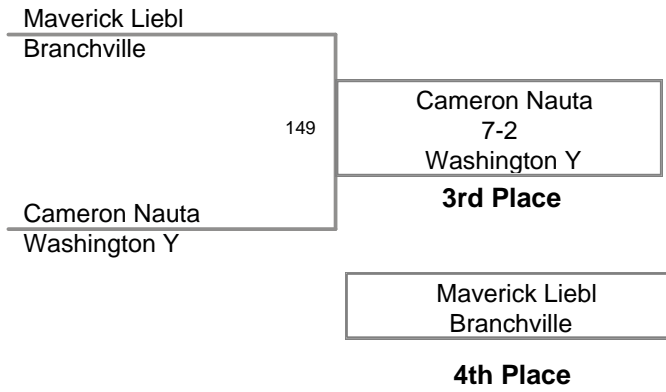 Maverick Liebl
Branchville
149
Cameron Nauta
7-2
Washington Y
3rd Place
Cameron Nauta
Washington Y
Maverick Liebl
Branchville
4th Place